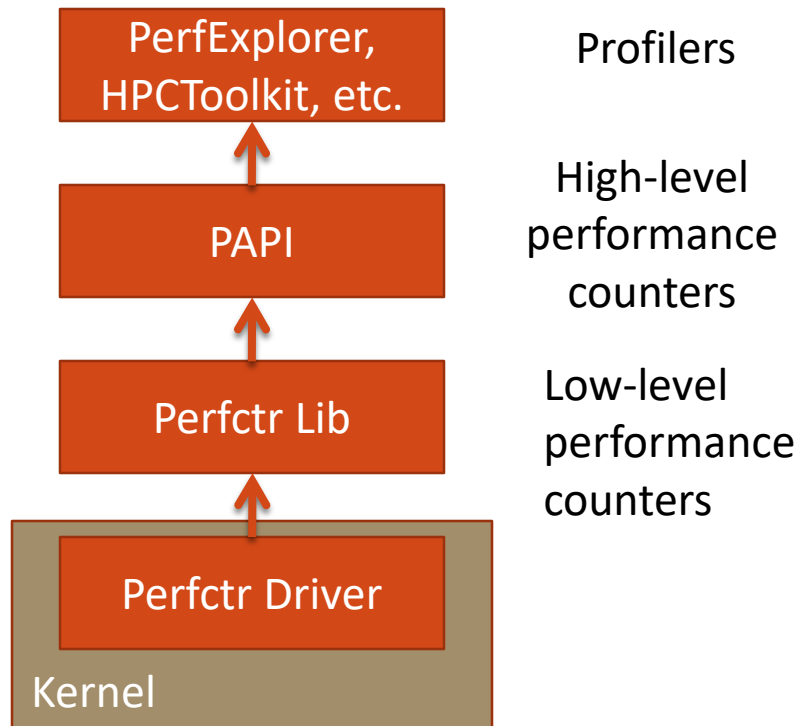 PerfExplorer,
HPCToolkit, etc.
Profilers
PAPI
High-level
performance
counters
Perfctr Lib
Low-level
performance
counters
Perfctr Driver
Kernel